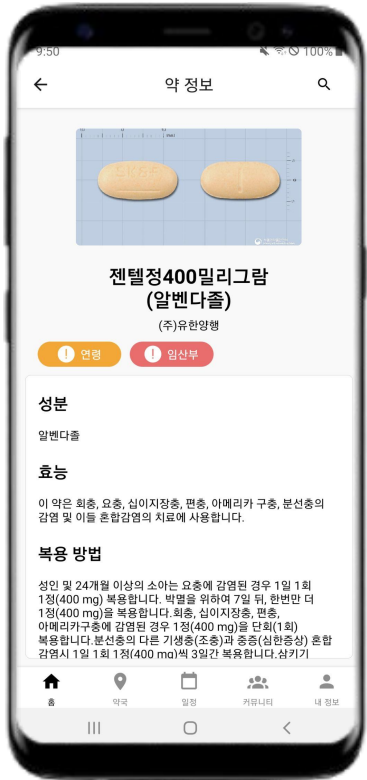 9:50
100%
약 정보
젠텔정400밀리그람
(알벤다졸)
(주)유한양행
! 연령
! 임산부
성분
알벤다졸
효능
이 약은 회충, 요충, 십이지장충, 편충, 아메리카 구충, 분선충의
감염 및 이들 혼합감염의 치료에 사용합니다.
복용 방법
성인 및 24개월 이상의 소아는 요충에 감염된 경우 1일 1회
1정(400 mg) 복용합니다. 박멸을 위하여 7일 뒤, 한번만 더
1정(400 mg)을 복용합니다.회충, 십이지장충, 편충,
아메리카구충에 감염된 경우 1정(400 mg)을 단회(1회)
복용합니다.분선충의 다른 기생충(조충)과 중증(심한증상) 혼합
감염시 1일 1회 1정(400 mg)씩 3일간 복용합니다.삼키기
홈
약국
일정
커뮤니티
내 정보